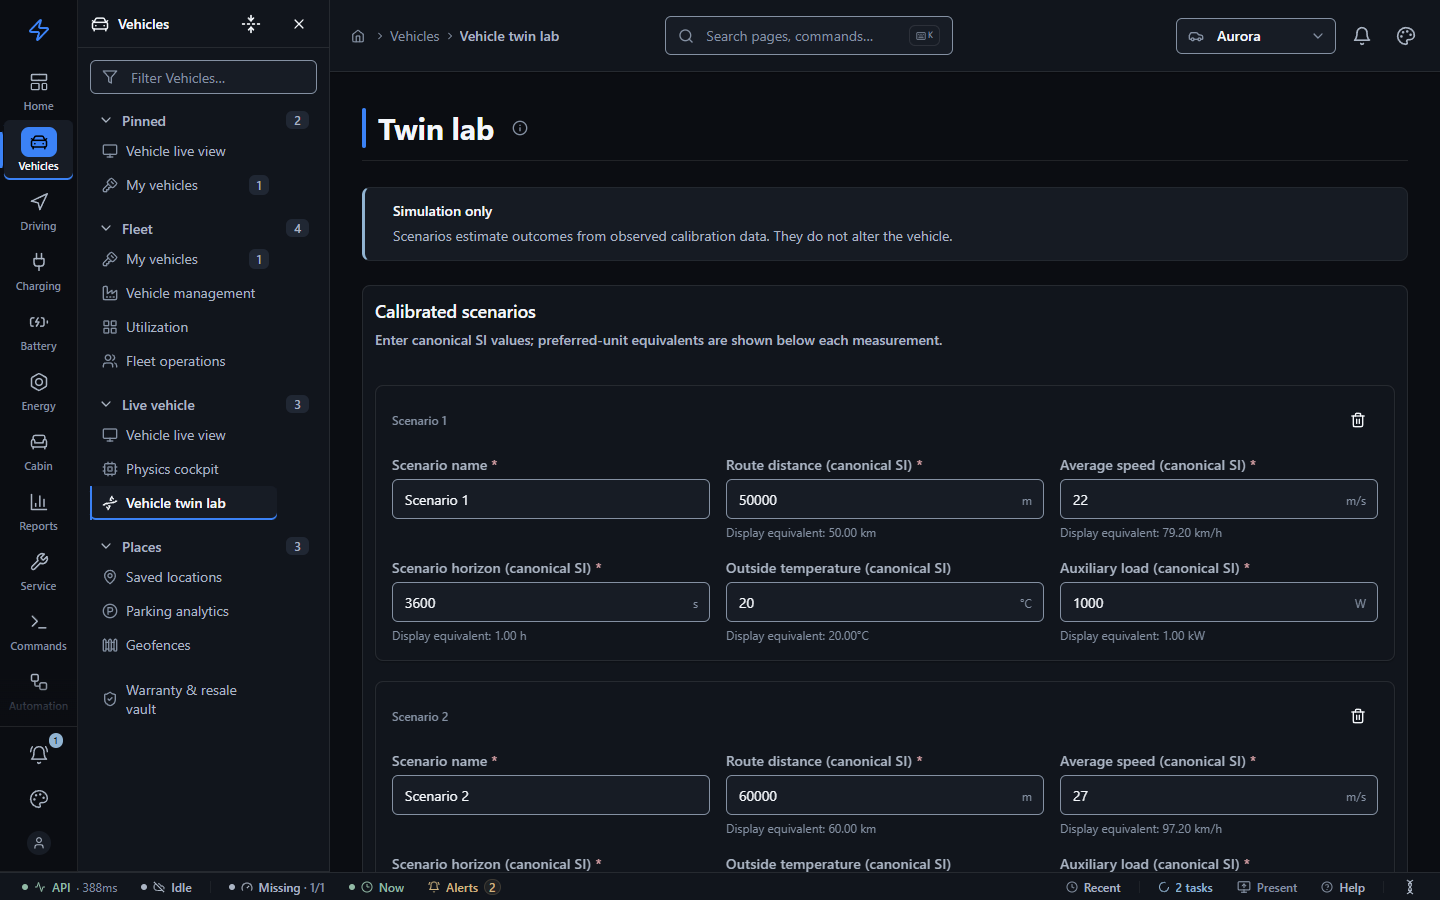 Home
Vehicles
Driving
Charging
Battery
Energy
Cabin
Reports
Service
Commands
Automation
1
Vehicles
Filter Vehicles...
Pinned 2
Vehicle live view
My vehicles 1
Fleet 4
My vehicles 1
Vehicle management
Utilization
Fleet operations
Live vehicle 3
Vehicle live view
Physics cockpit
Vehicle twin lab
Places 3
Saved locations
Parking analytics
Geofences
Warranty & resale
vault
Vehicles Vehicle twin lab
Search pages, commands... K
Aurora
Twin lab
Simulation only
Scenarios estimate outcomes from observed calibration data. They do not alter the vehicle.
Calibrated scenarios
Enter canonical SI values; preferred-unit equivalents are shown below each measurement.
Scenario 1
Scenario name * Route distance (canonical SI) * Average speed (canonical SI) *
Scenario 1 50000 m 22 m/s
Display equivalent: 50.00 km Display equivalent: 79.20 km/h
Scenario horizon (canonical SI) * Outside temperature (canonical SI) Auxiliary load (canonical SI) *
3600 s 20 °C 1000 W
Display equivalent: 1.00 h Display equivalent: 20.00°C Display equivalent: 1.00 kW
Scenario 2
Scenario name * Route distance (canonical SI) * Average speed (canonical SI) *
Scenario 2 60000 m 27 m/s
Display equivalent: 60.00 km Display equivalent: 97.20 km/h
Scenario horizon (canonical SI) * Outside temperature (canonical SI) Auxiliary load (canonical SI) *
API · 388ms Idle Missing · 1/1 Now Alerts 2 Recent 2 tasks Present Help